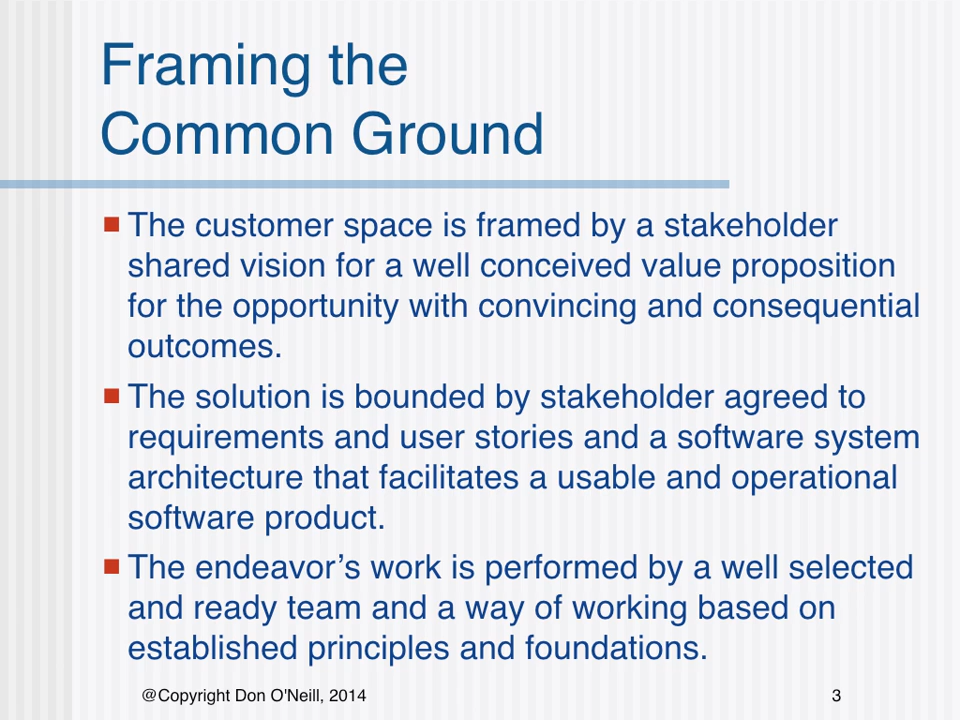 Framing the
Common Ground
The customer space is framed by a stakeholder
shared vision for a well conceived value proposition
for the opportunity with convincing and consequential
outcomes.
The solution is bounded by stakeholder agreed to
requirements and user stories and a software system
architecture that facilitates a usable and operational
software product.
The endeavor’s work is performed by a well selected
and ready team and a way of working based on
established principles and foundations.
@Copyright Don O'Neill, 2014
3